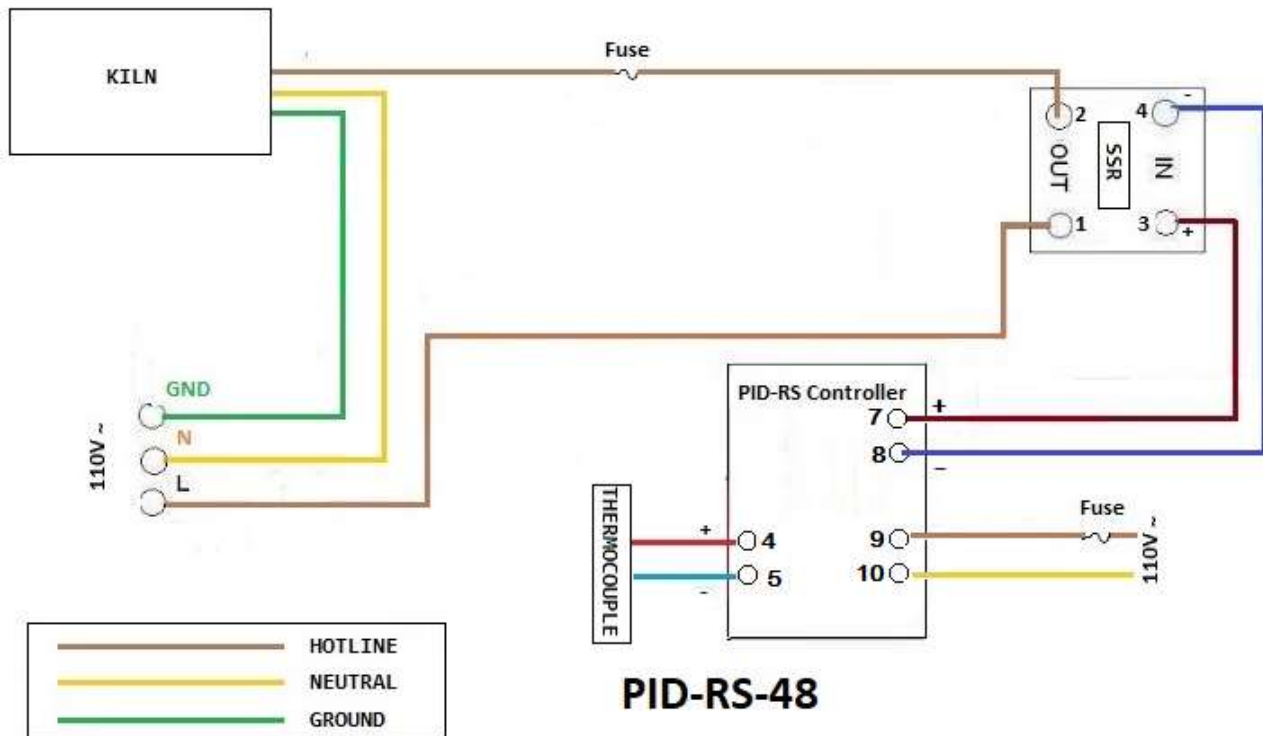 KILN
Fuse
2
4
-
OUT
SSR
IN
1
3
+
GND
N
L
110V ~
PID-RS Controller
7
+
8
-
THERMOCOUPLE
+
4
-
5
9
Fuse
10
110V ~
HOTLINE
NEUTRAL
GROUND
PID-RS-48